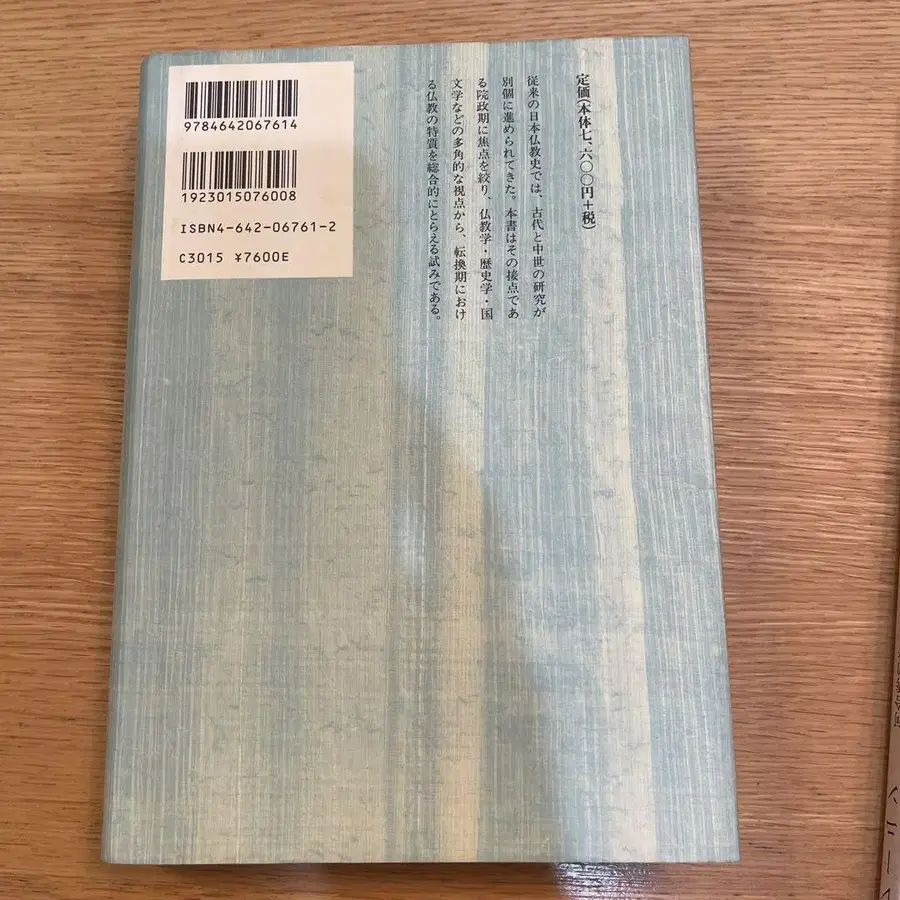 定価(本体七、六〇〇円+税)
従来の日本仏教史では、古代と中世の研究が
別個に進められてきた。本書はその接点であ
る院政期に焦点を絞り、仏教学・歴史学・国
文学などの多角的な視点から、転換期におけ
る仏教の特質を総合的にとらえる試みである。
9784642067614
1923015076008
ISBN4-642-06761-2
C3015 ¥7600E